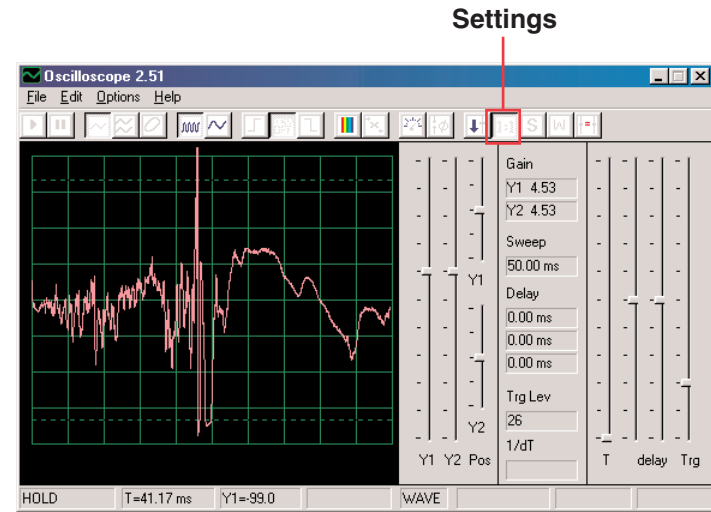 Settings
Oscilloscope 2.51
File Edit Options Help
1:1 S W
Gain
Y1 4.53
Y2 4.53
Sweep
50.00 ms
Y1
Delay
0.00 ms
0.00 ms
0.00 ms
Trg Lev
26
Y2
1/dT
Y1 Y2 Pos
T delay Trg
HOLD T=41.17 ms Y1=-99.0 WAVE